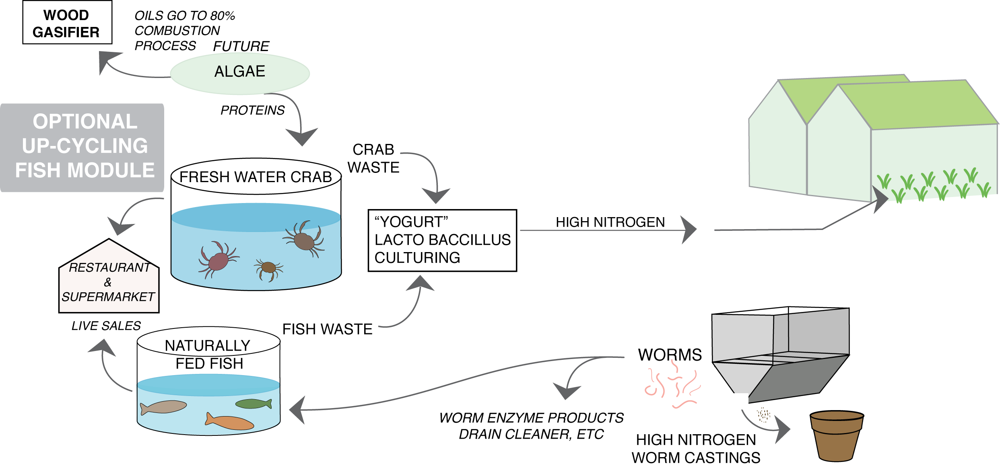 WOOD
GASIFIER
OILS GO TO 80%
COMBUSTION
PROCESS
FUTURE
ALGAE
PROTEINS
OPTIONAL
UP-CYCLING
FISH MODULE
FRESH WATER CRAB
CRAB
WASTE
“YOGURT”
LACTO BACCILLUS
CULTURING
HIGH NITROGEN
RESTAURANT
&
SUPERMARKET
LIVE SALES
FISH WASTE
NATURALLY
FED FISH
WORMS
WORM ENZYME PRODUCTS
DRAIN CLEANER, ETC
HIGH NITROGEN
WORM CASTINGS